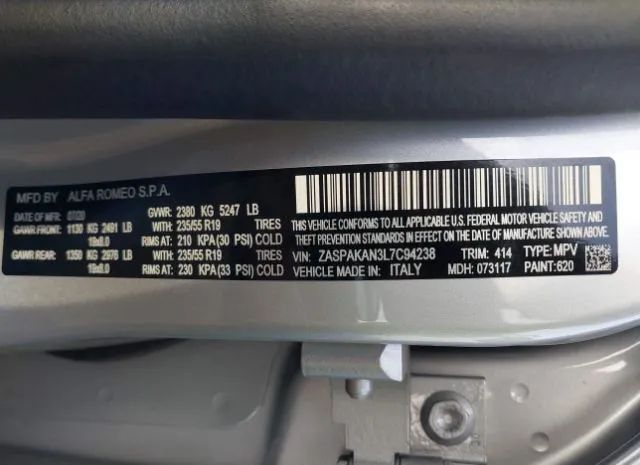 MFD BY ALFA ROMEO S.P.A.
DATE OF MFR: 07/20 GVWR: 2380 KG 5247 LB
GAWR FRONT: 1130 KG 2491 LB WITH 235/55 R19 TIRES
19x8.0 RIMS AT: 210 KPA(30 PSI) COLD
GAWR REAR: 1350 KG 2976 LB WITH 235/55 R19 TIRES
19x8.0 RIMS AT: 230 KPA(33 PSI) COLD
THIS VEHICLE CONFORMS TO ALL APPLICABLE U.S. FEDERAL MOTOR VEHICLE SAFETY AND
THEFT PREVENTION STANDARDS IN EFFECT ON THE DATE OF MANUFACTURE SHOWN ABOVE.
VIN: ZASPAKAN3L7C94238 TRIM: 414 TYPE: MPV
VEHICLE MADE IN: ITALY MDH: 073117 PAINT: 620